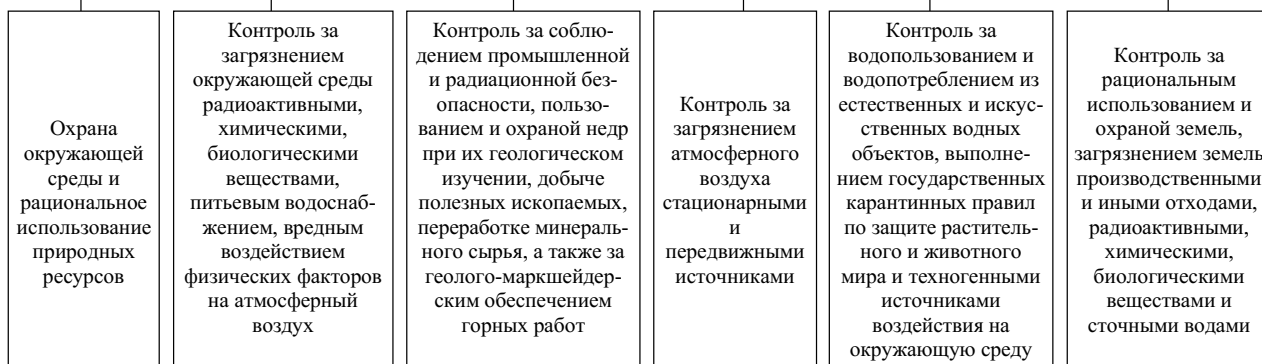 Охрана
окружающей
среды и
рациональное
использование
природных
ресурсов
Контроль за
загрязнением
окружающей среды
радиоактивными,
химическими,
биологическими
веществами,
питьевым водоснаб-
жением, вредным
воздействием
физических факторов
на атмосферный
воздух
Контроль за соблю-
дением промышленной
и радиационной без-
опасности, пользо-
ванием и охраной недр
при их геологическом
изучении, добыче
полезных ископаемых,
переработке минераль-
ного сырья, а также за
геолого-маркшейдер-
ским обеспечением
горных работ
Контроль за
загрязнением
атмосферного
воздуха
стационарными
и
передвижными
источниками
Контроль за
водопользованием и
водопотреблением из
естественных и искус-
ственных водных
объектов, выполне-
нием государственных
карантинных правил
по защите раститель-
ного и животного
мира и техногенными
источниками
воздействия на
окружающую среду
Контроль за
рациональным
использованием и
охраной земель,
загрязнением земель
производственными
и иными отходами,
радиоактивными,
химическими,
биологическими
веществами и
сточными водами